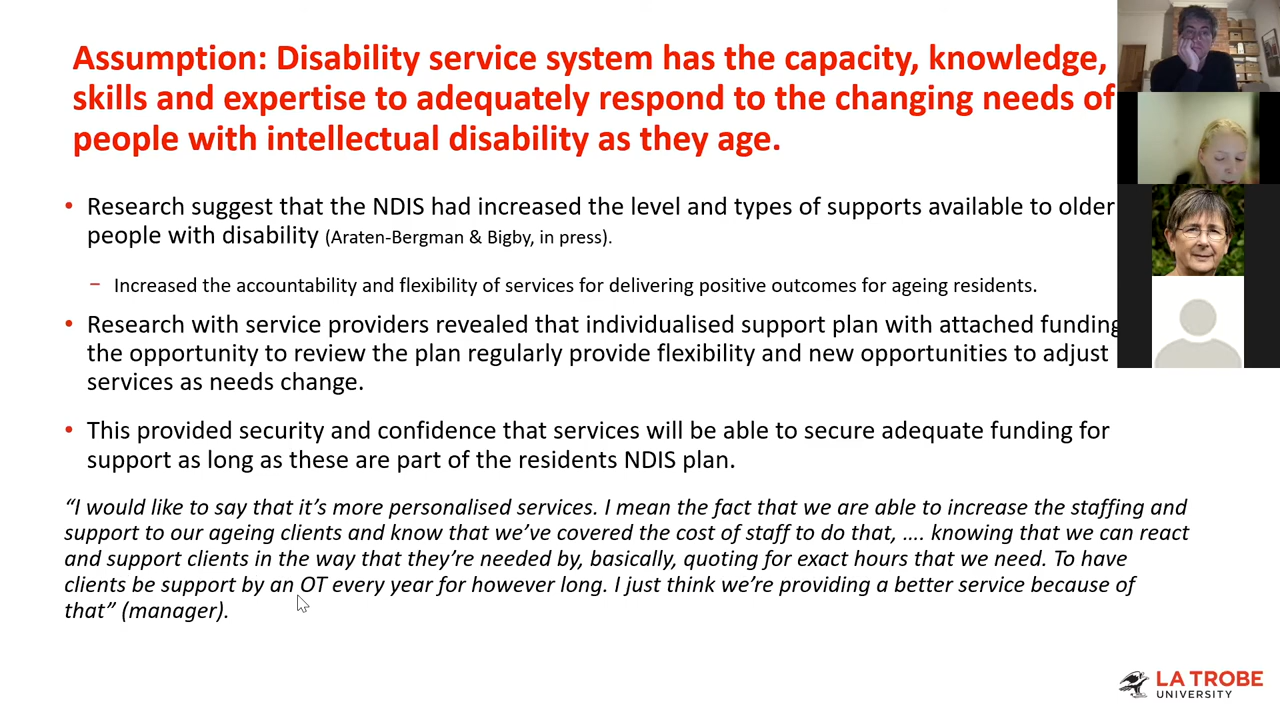 Assumption: Disability service system has the capacity, knowledge,
skills and expertise to adequately respond to the changing needs of
people with intellectual disability as they age.
• Research suggest that the NDIS had increased the level and types of supports available to older
people with disability (Araten-Bergman & Bigby, in press).
– Increased the accountability and flexibility of services for delivering positive outcomes for ageing residents.
• Research with service providers revealed that individualised support plan with attached funding
the opportunity to review the plan regularly provide flexibility and new opportunities to adjust
services as needs change.
• This provided security and confidence that services will be able to secure adequate funding for
support as long as these are part of the residents NDIS plan.
“I would like to say that it’s more personalised services. I mean the fact that we are able to increase the staffing and
support to our ageing clients and know that we’ve covered the cost of staff to do that, …. knowing that we can react
and support clients in the way that they’re needed by, basically, quoting for exact hours that we need. To have
clients be support by an OT every year for however long. I just think we’re providing a better service because of
that” (manager).
LA TROBE
UNIVERSITY